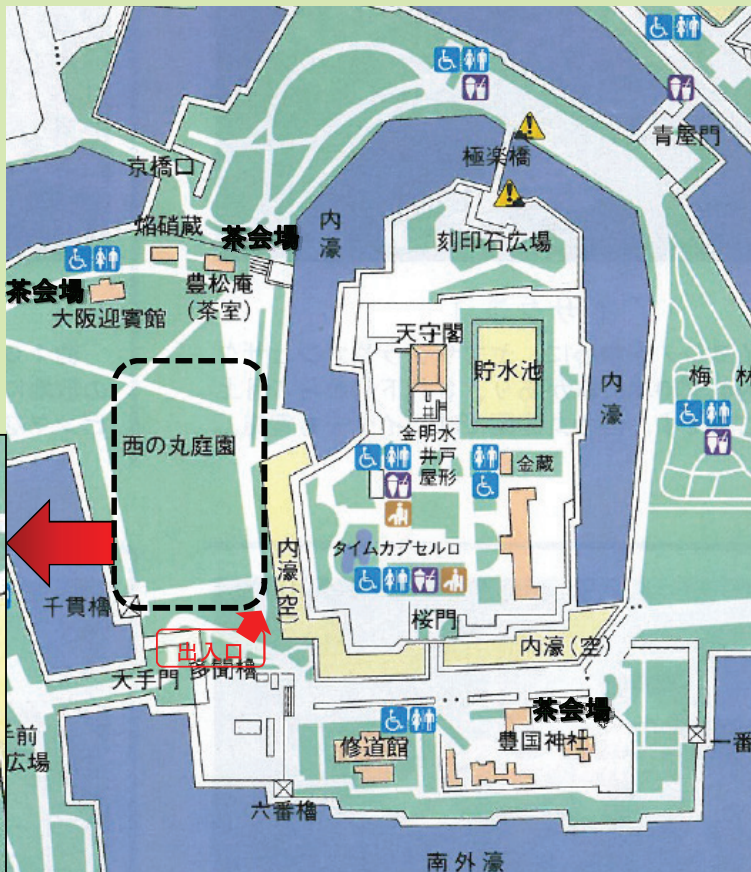 青屋門
京橋口
極楽橋
焔硝蔵
茶会場
内濠
刻印石広場
豊松庵
(茶室)
茶会場
大阪迎賓館
天守閣
貯水池
内濠
梅林
西の丸庭園
金明水
井戸
屋形
金蔵
内濠(空)
タイムカプセル口
千貫櫓
桜門
出入口
内濠(空)
多聞櫓
大手門
茶会場
手前
広場
修道館
豊国神社
一番
六番櫓
南外濠